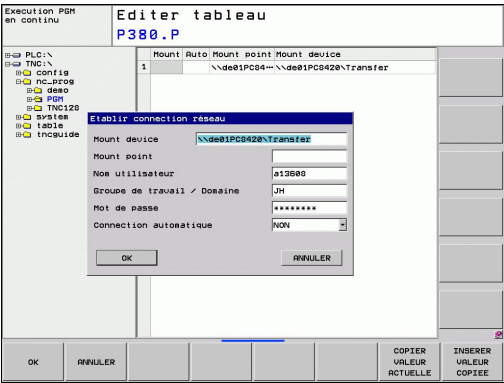 Execution PGM
en continu
Editer tableau
P380.P
PLC:\
TNC:\
config
nc_prog
demo
PGM
TNC128
system
table
tncguide
Mount Auto Mount point Mount device
1 \\de01PC84… \\de01PC8420\Transfer
Etablir connection réseau
Mount device \\de01PC8420\Transfer
Mount point
Nom utilisateur a13608
Groupe de travail / Domaine JH
Mot de passe ********
Connection automatique NON
OK ANNULER
OK
ANNULER
COPIER
VALEUR
ACTUELLE
INSERER
VALEUR
COPIEE